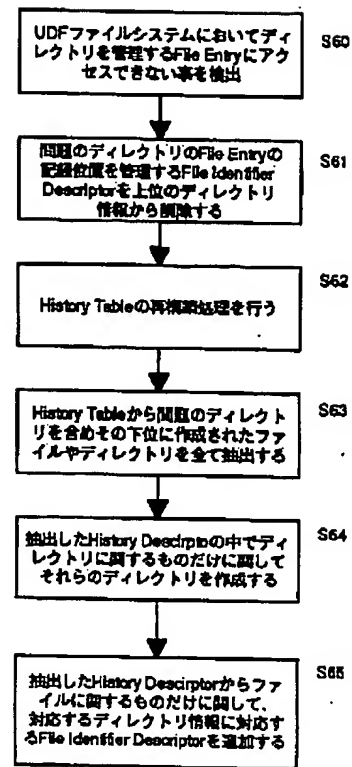 UDFファイルシステムにおいてディ
レクトリを管理するFile Entryにアク
セスできない事を検出
S60
問題のディレクトリのFile Entryの
記録位置を管理するFile Identifier
Descriptorを上位のディレクトリ
情報から削除する
S61
History Tableの再構築処理を行う
S62
History Tableから問題のディレクト
リを含めその下位に作成されたファ
イルやディレクトリを全て抽出する
S63
抽出したHistory Descirptoの中でディ
レクトリに関するものだけに関して
それらのディレクトリを作成する
S64
抽出したHistory Descirptorからファ
イルに関するものだけに関して、
対応するディレクトリ情報に対応す
るFile Identifier Descriptorを追加する
S65